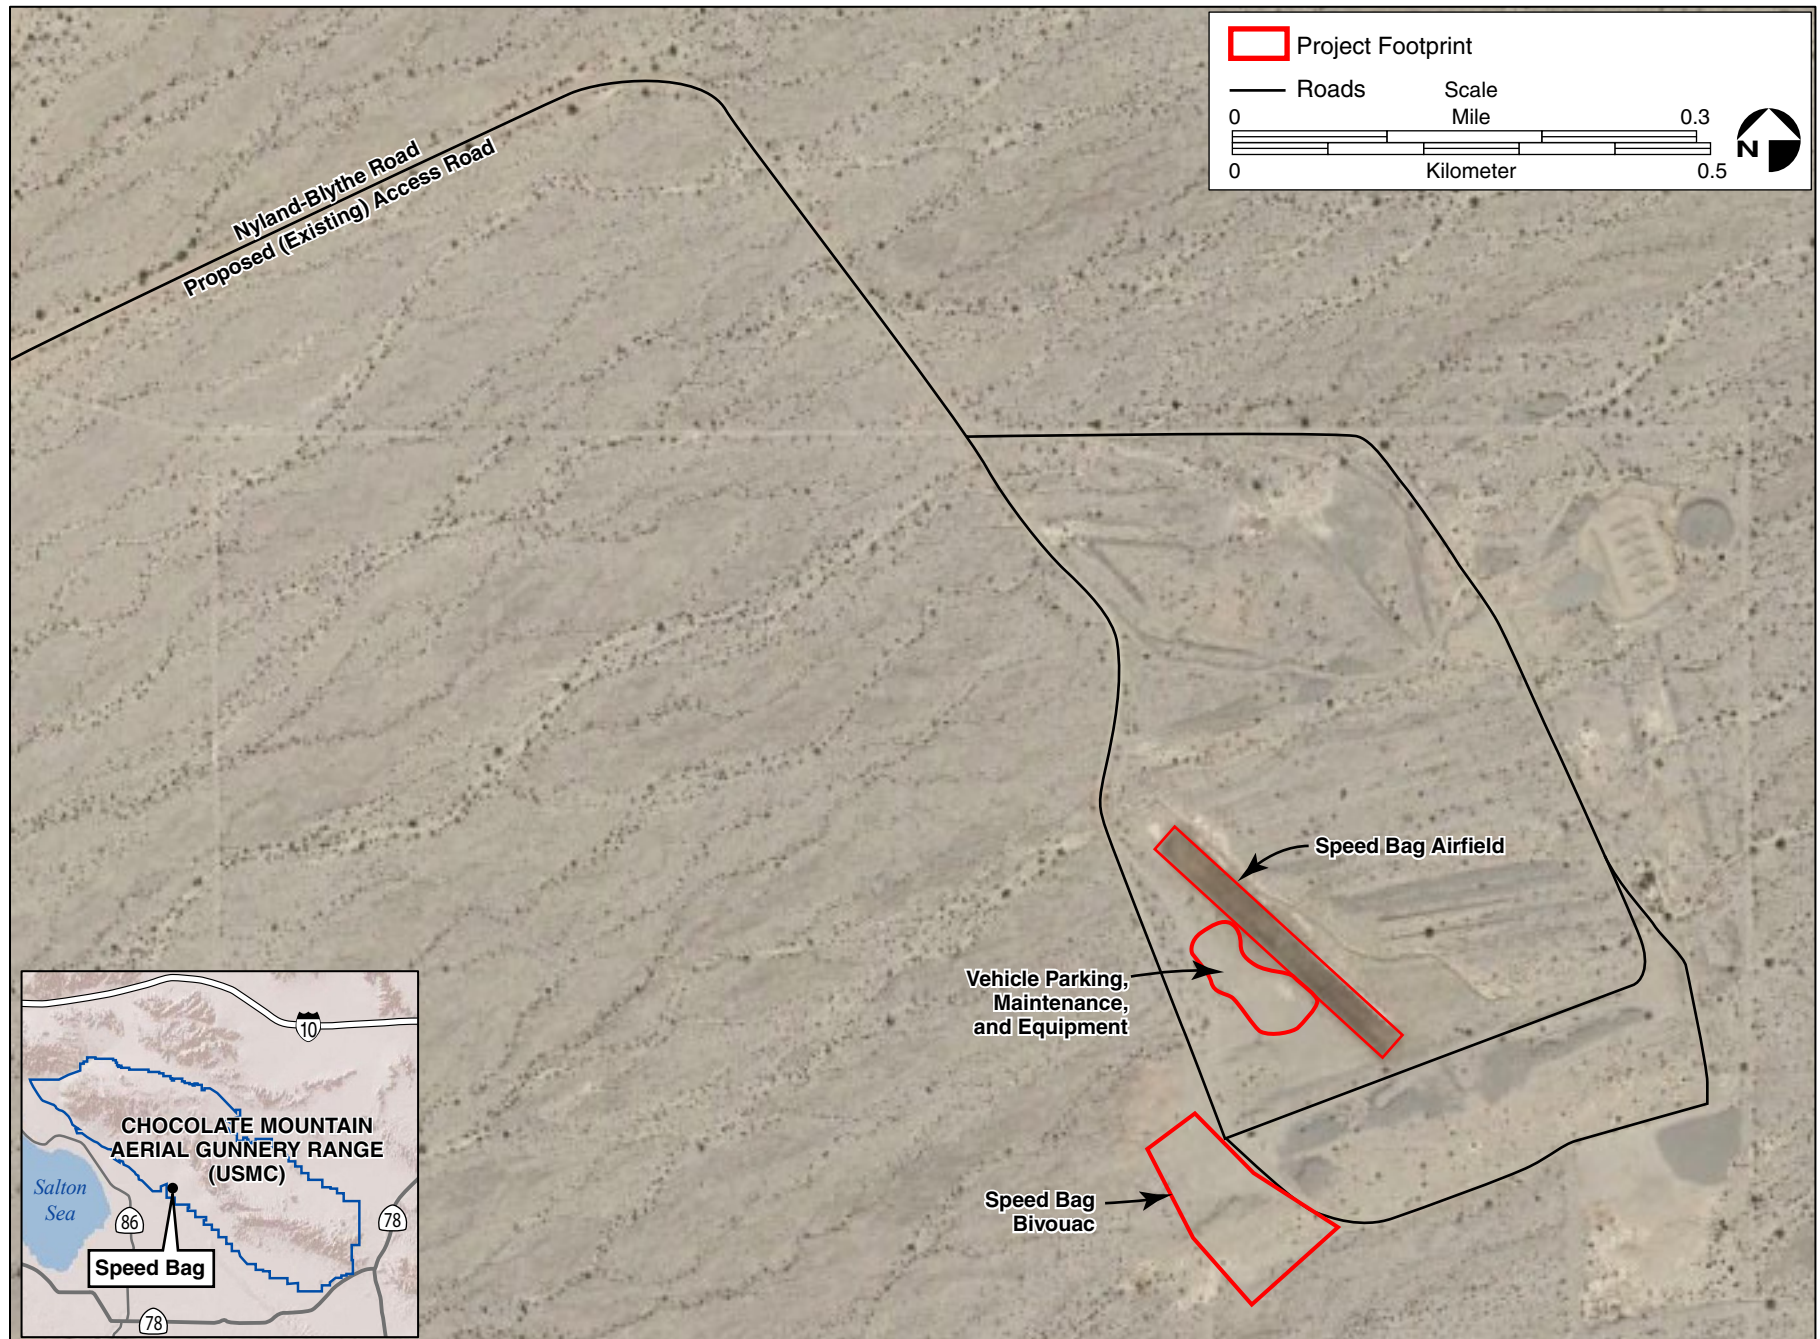 Project Footprint
Roads
Scale
0 Mile 0.3
0 Kilometer 0.5
N
Nyland-Blythe Road
Proposed (Existing) Access Road
Speed Bag Airfield
Vehicle Parking,
Maintenance,
and Equipment
Speed Bag
Bivouac
10
CHOCOLATE MOUNTAIN
AERIAL GUNNERY RANGE
(USMC)
Salton
Sea
86
78
Speed Bag
78